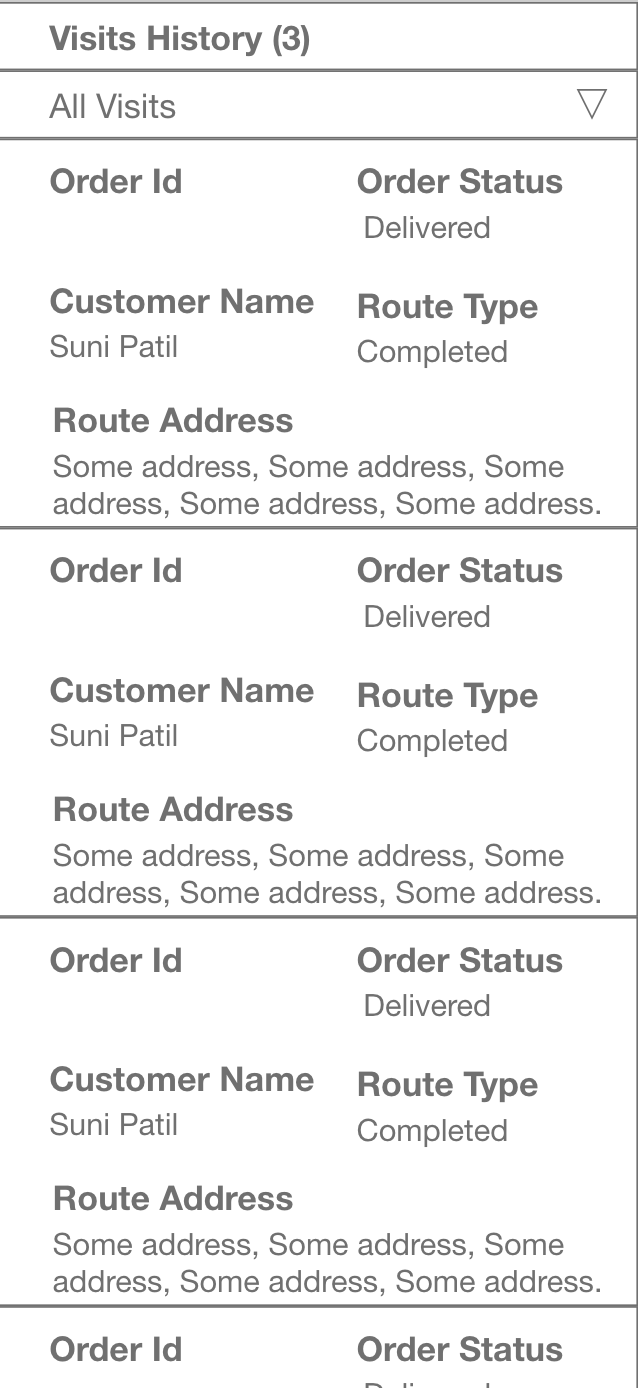 Visits History (3)
All Visits
Order Id Order Status
Delivered
Customer Name Route Type
Suni Patil Completed
Route Address
Some address, Some address, Some
address, Some address, Some address.
Order Id Order Status
Delivered
Customer Name Route Type
Suni Patil Completed
Route Address
Some address, Some address, Some
address, Some address, Some address.
Order Id Order Status
Delivered
Customer Name Route Type
Suni Patil Completed
Route Address
Some address, Some address, Some
address, Some address, Some address.
Order Id Order Status